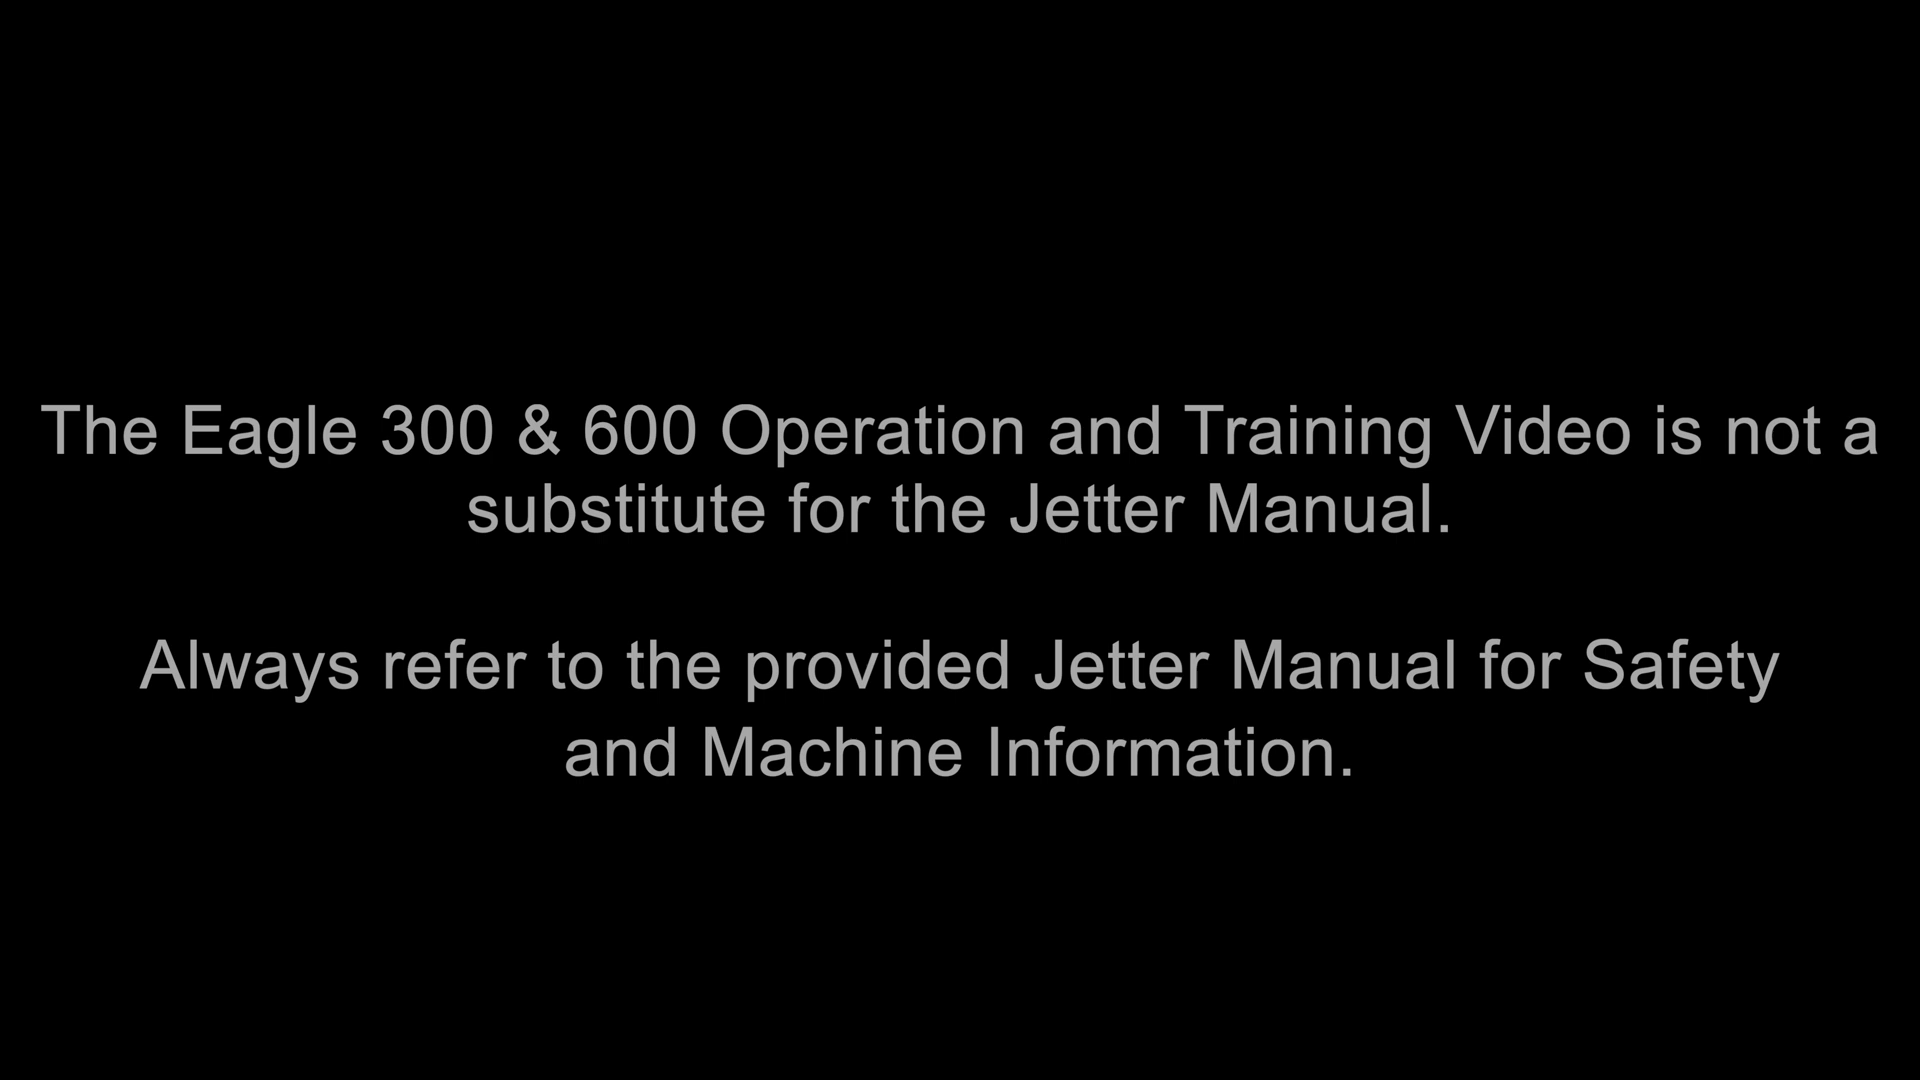 The Eagle 300 & 600 Operation and Training Video is not a
substitute for the Jetter Manual.
Always refer to the provided Jetter Manual for Safety
and Machine Information.